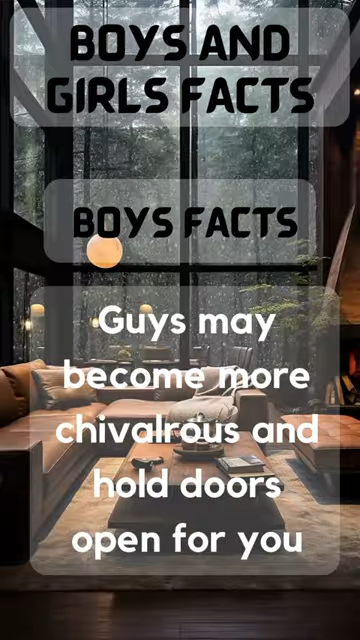 BOYS AND
GIRLS FACTS
BOYS FACTS
Guys may
become more
chivalrous and
hold doors
open for you